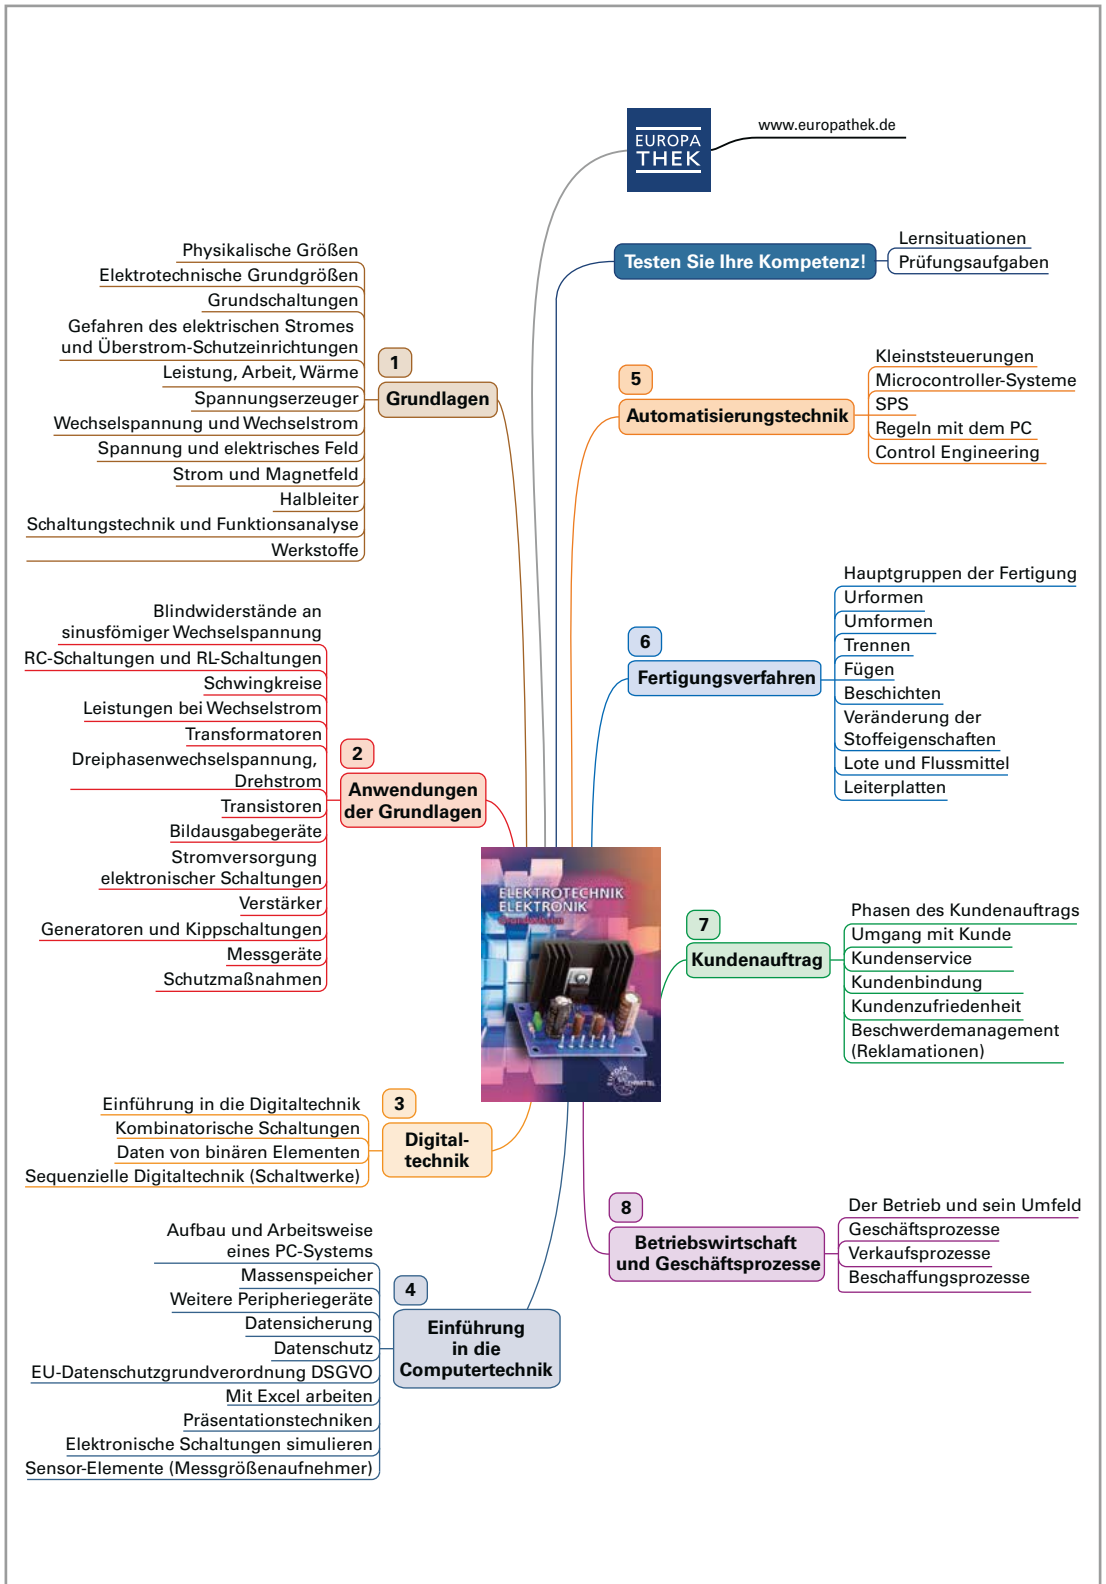 EUROPA
THEK
www.europathek.de
Testen Sie Ihre Kompetenz!
Lernsituationen
Prüfungsaufgaben
1
Grundlagen
Physikalische Größen
Elektrotechnische Grundgrößen
Grundschaltungen
Gefahren des elektrischen Stromes
und Überstrom-Schutzeinrichtungen
Leistung, Arbeit, Wärme
Spannungserzeuger
Wechselspannung und Wechselstrom
Spannung und elektrisches Feld
Strom und Magnetfeld
Halbleiter
Schaltungstechnik und Funktionsanalyse
Werkstoffe
2
Anwendungen
der Grundlagen
Blindwiderstände an
sinusfömiger Wechselspannung
RC-Schaltungen und RL-Schaltungen
Schwingkreise
Leistungen bei Wechselstrom
Transformatoren
Dreiphasenwechselspannung,
Drehstrom
Transistoren
Bildausgabegeräte
Stromversorgung
elektronischer Schaltungen
Verstärker
Generatoren und Kippschaltungen
Messgeräte
Schutzmaßnahmen
3
Digital-
technik
Einführung in die Digitaltechnik
Kombinatorische Schaltungen
Daten von binären Elementen
Sequenzielle Digitaltechnik (Schaltwerke)
4
Einführung
in die
Computertechnik
Aufbau und Arbeitsweise
eines PC-Systems
Massenspeicher
Weitere Peripheriegeräte
Datensicherung
Datenschutz
EU-Datenschutzgrundverordnung DSGVO
Mit Excel arbeiten
Präsentationstechniken
Elektronische Schaltungen simulieren
Sensor-Elemente (Messgrößenaufnehmer)
5
Automatisierungstechnik
Kleinststeuerungen
Microcontroller-Systeme
SPS
Regeln mit dem PC
Control Engineering
6
Fertigungsverfahren
Hauptgruppen der Fertigung
Urformen
Umformen
Trennen
Fügen
Beschichten
Veränderung der
Stoffeigenschaften
Lote und Flussmittel
Leiterplatten
7
Kundenauftrag
Phasen des Kundenauftrags
Umgang mit Kunde
Kundenservice
Kundenbindung
Kundenzufriedenheit
Beschwerdemanagement
(Reklamationen)
8
Betriebswirtschaft
und Geschäftsprozesse
Der Betrieb und sein Umfeld
Geschäftsprozesse
Verkaufsprozesse
Beschaffungsprozesse
ELEKTROTECHNIK
ELEKTRONIK
EUROPA
LEHRMITTEL